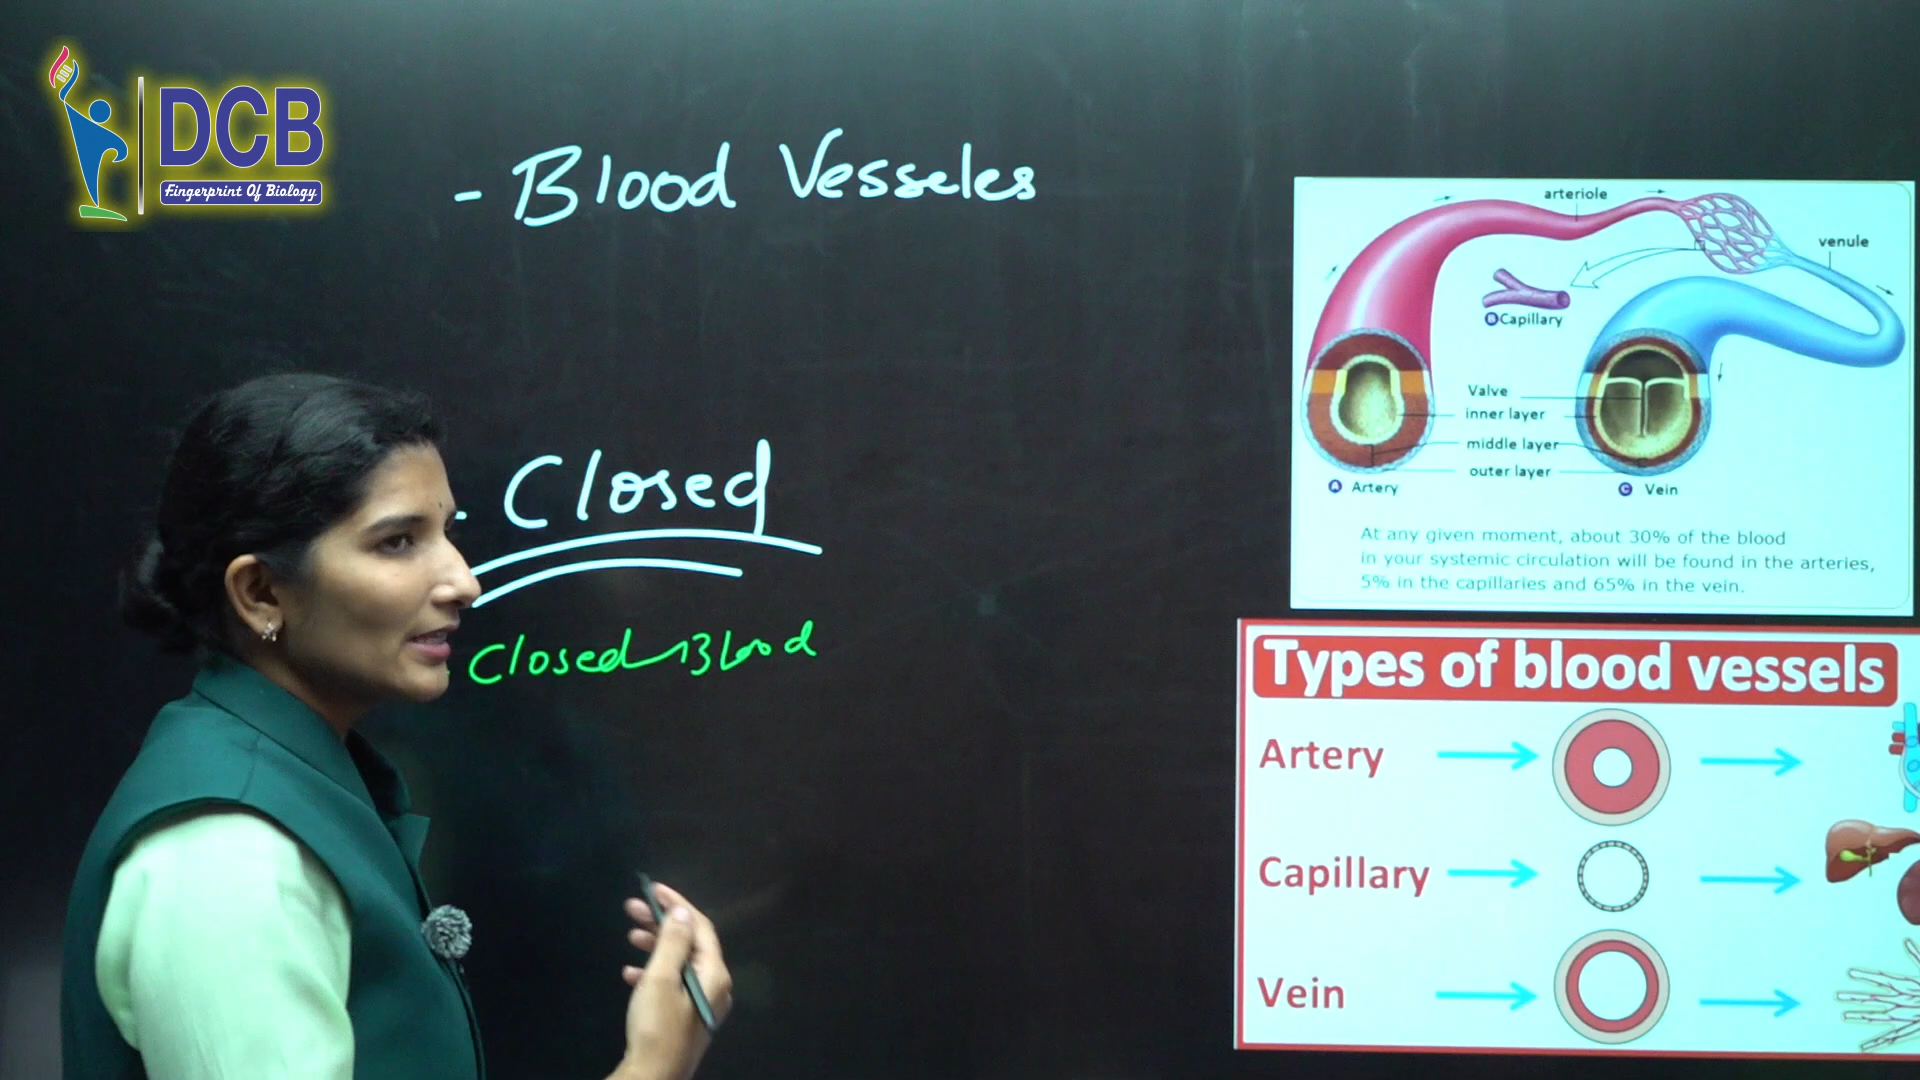 DCB
Fingerprint Of Biology
- Blood Vesseles
- Closed
Closed Blood
arteriole
venule
B Capillary
Valve
inner layer
middle layer
outer layer
A Artery
C Vein
At any given moment, about 30% of the blood
in your systemic circulation will be found in the arteries,
5% in the capillaries and 65% in the vein.
Types of blood vessels
Artery
Capillary
Vein